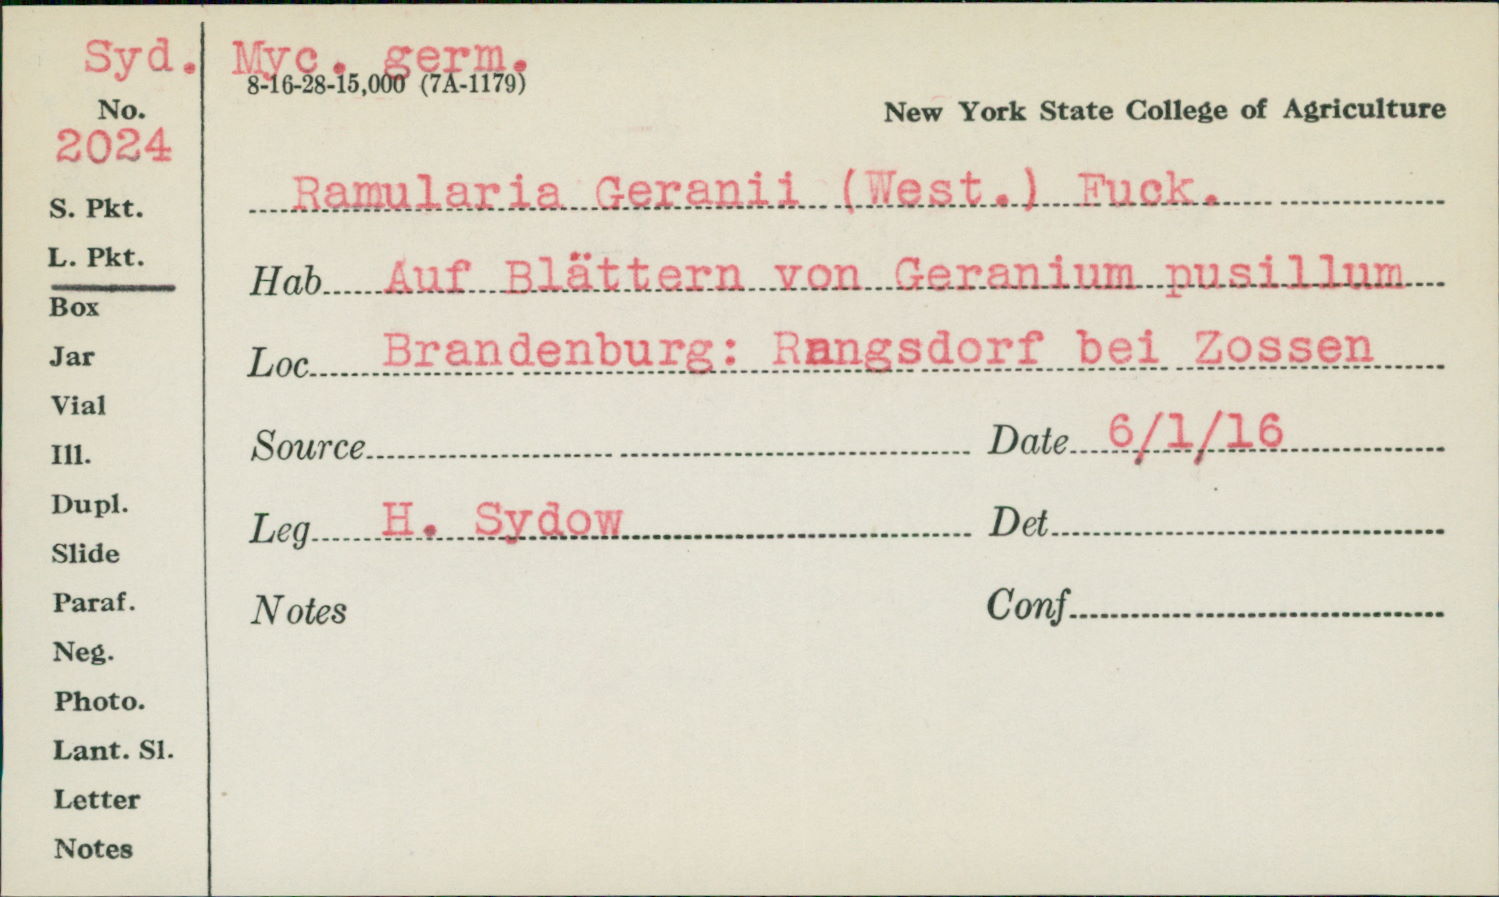 Syd. Myc. germ.
8-16-28-15,000 (7A-1179)
New York State College of Agriculture
No.
2024
S. Pkt.
L. Pkt.
Box
Jar
Vial
Ill.
Dupl.
Slide
Paraf.
Neg.
Photo.
Lant. Sl.
Letter
Notes
Ramularia Geranii (West.) Fuck.
Hab Auf Blättern von Geranium pusillum
Loc Brandenburg: Rangsdorf bei Zossen
Source
Date 6/1/16
Leg H. Sydow
Det
Notes
Conf